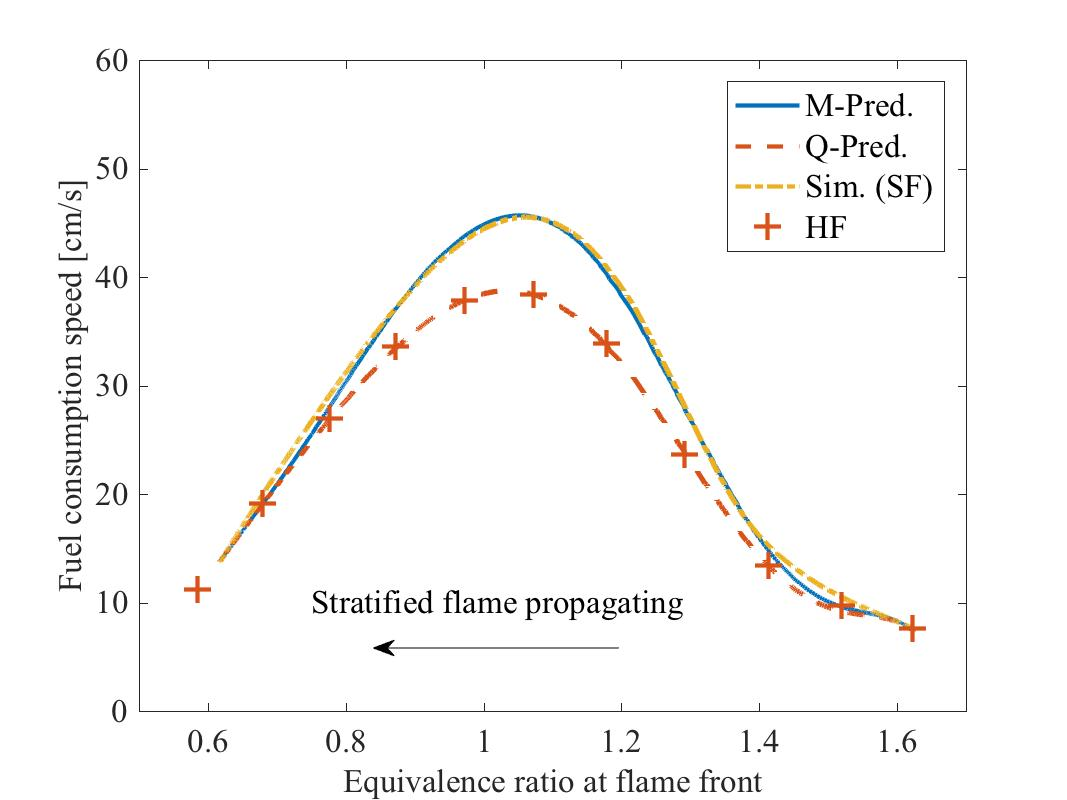 60
50
40
30
20
10
0
Fuel consumption speed [cm/s]
M-Pred.
Q-Pred.
Sim. (SF)
HF
Stratified flame propagating
0.6 0.8 1 1.2 1.4 1.6
Equivalence ratio at flame front